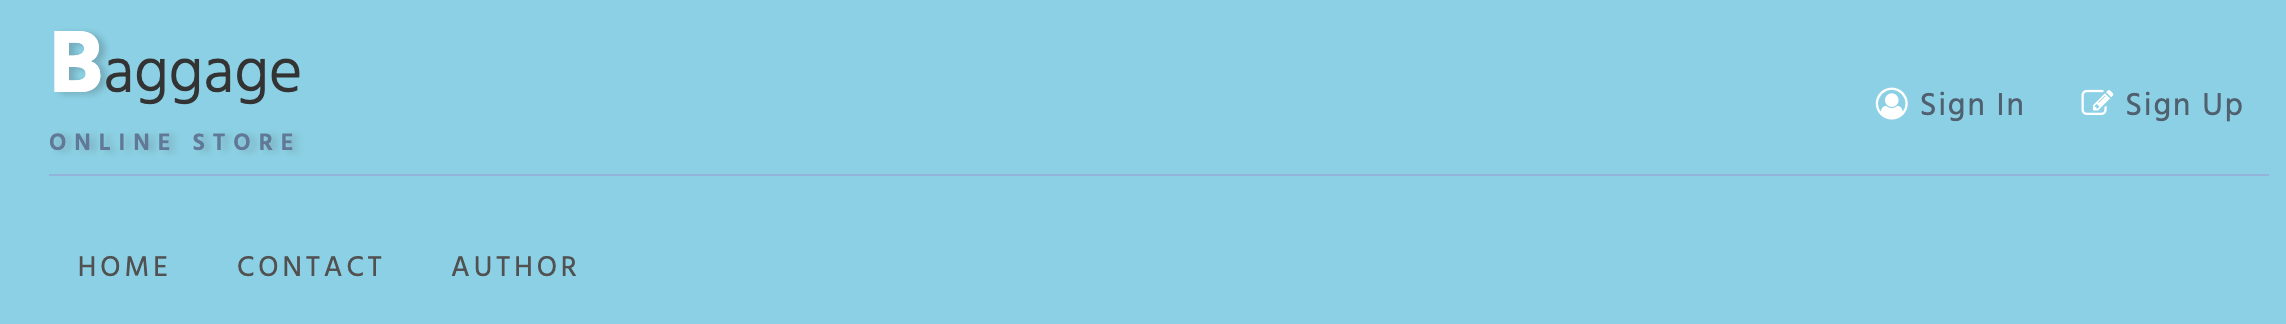 Baggage
ONLINE STORE
Sign In
Sign Up
HOME CONTACT AUTHOR